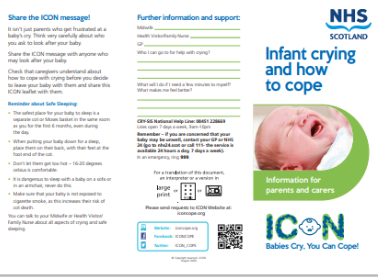 Share the ICON message!
It isn't just parents who get frustrated at a
baby's cry. Think very carefully about who
you ask to look after your baby.
Share the ICON message with anyone who
may look after your baby.
Check that caregivers understand about
how to cope with crying before you decide
to leave your baby with them and share this
ICON leaflet with them.
Reminder about Safe Sleeping:
• The safest place for your baby to sleep is a
separate cot or Moses basket in the same room
as you for the first 6 months, even during
the day.
• When putting your baby down for a sleep,
place them on their back, with their feet at the
foot end of the cot.
• Don't let them get too hot – 16-20 degrees
celsius is comfortable.
• It is dangerous to sleep with a baby on a sofa or
in an armchair, never do this.
• Make sure that your baby is not exposed to
cigarette smoke, as this increases their risk of
cot death.
You can talk to your Midwife or Health Visitor/
Family Nurse about all aspects of crying and safe
sleeping.
Further information and support:
Midwife
Health Visitor/Family Nurse
GP
Who I can go to for help with crying?
What will I do if I need a few minutes to myself?
What makes me feel better?
CRY-SIS National Help Line: 08451 228669
Lines open 7 days a week, 9am-10pm
Remember – if you are concerned that your
baby may be unwell, contact your GP or NHS
24 (go to nhs24.scot or call 111- the service is
available 24 hours a day, 7 days a week).
In an emergency, ring 999
For a translation of this document,
an interpreter or a version in
large
print
or
or
Please send requests to ICON Website at:
iconcope.org
Website: iconcope.org
Facebook: ICONCOPE
Twitter: ICON_COPE
NHS
SCOTLAND
Infant crying
and how
to cope
Information for
parents and carers
ICON
Babies Cry, You Can Cope!